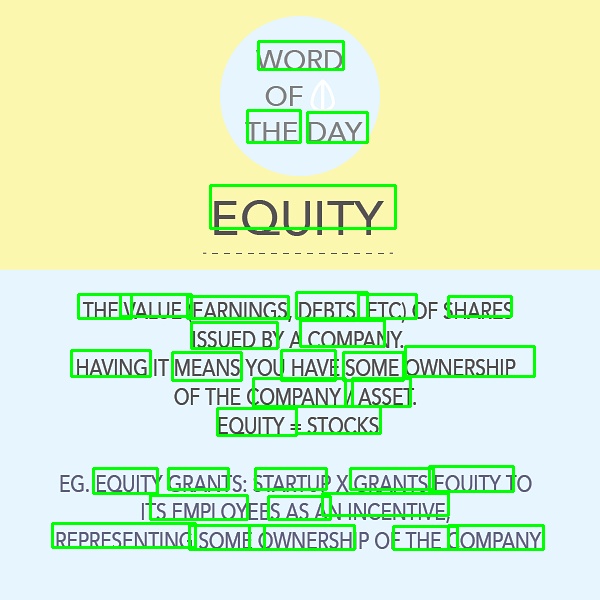 WORD
OF
THE DAY
EQUITY
THE VALUE (EARNINGS, DEBTS, ETC) OF SHARES
ISSUED BY A COMPANY.
HAVING IT MEANS YOU HAVE SOME OWNERSHIP
OF THE COMPANY / ASSET.
EQUITY = STOCKS
EG. EQUITY GRANTS: STARTUP X GRANTS EQUITY TO
ITS EMPLOYEES AS AN INCENTIVE,
REPRESENTING SOME OWNERSHIP OF THE COMPANY